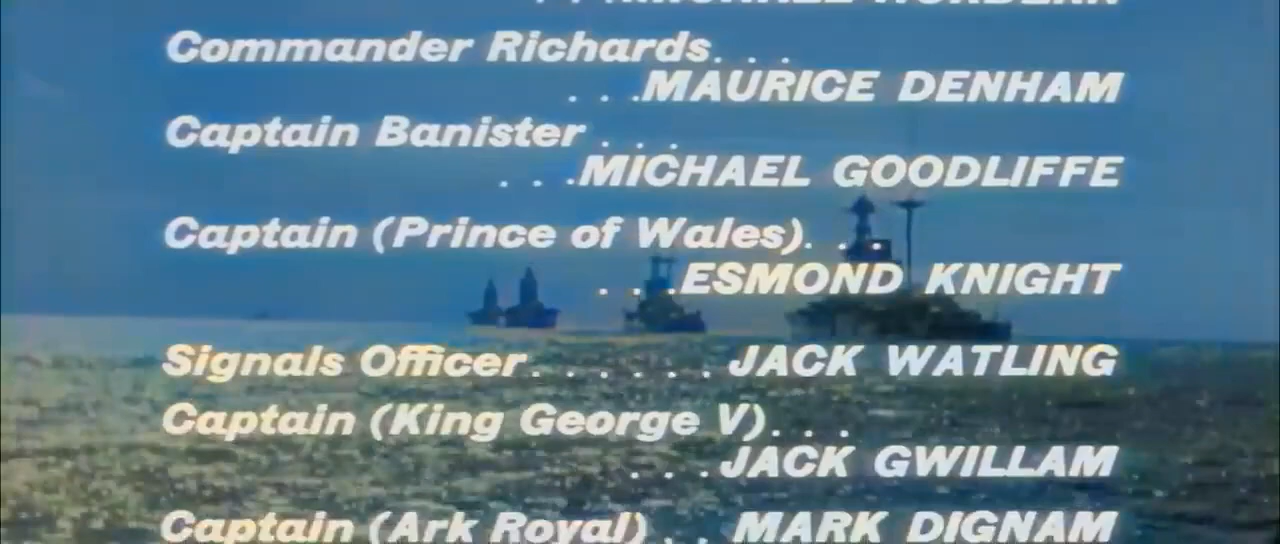 Commander Richards. . .
. . .MAURICE DENHAM
Captain Banister . . .
. . .MICHAEL GOODLIFFE
Captain (Prince of Wales). . .
. . .ESMOND KNIGHT
Signals Officer . . . . . . JACK WATLING
Captain (King George V). . .
. . .JACK GWILLAM
Captain (Ark Royal) . . MARK DIGNAM